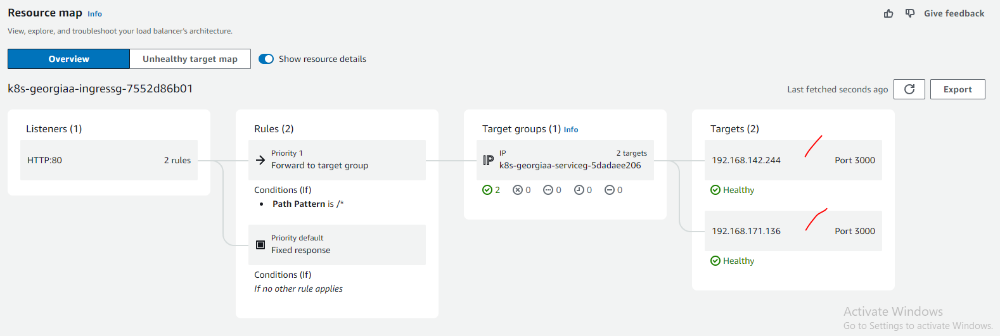 Resource map Info
Give feedback
View, explore, and troubleshoot your load balancer's architecture.
Overview
Unhealthy target map
Show resource details
k8s-georgiaa-ingressg-7552d86b01
Last fetched seconds ago
Export
Listeners (1)
HTTP:80
2 rules
Rules (2)
Priority 1
Forward to target group
Conditions (If)
• Path Pattern is /*
Priority default
Fixed response
Conditions (If)
If no other rule applies
Target groups (1) Info
IP
IP
2 targets
k8s-georgiaa-serviceg-5dadaee206
2
0
0
0
0
Targets (2)
192.168.142.244
Port 3000
Healthy
192.168.171.136
Port 3000
Healthy
Activate Windows
Go to Settings to activate Windows.